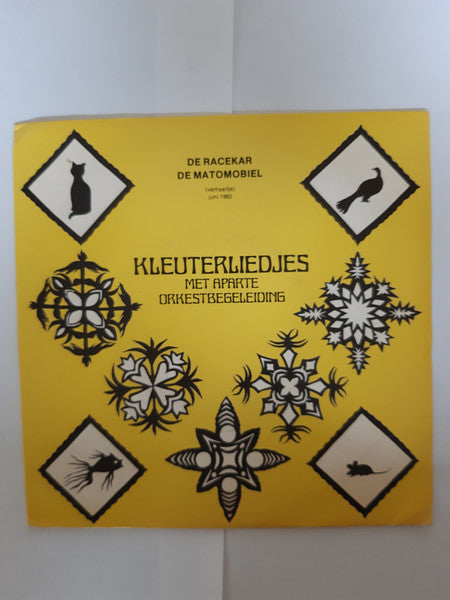 DE RACEKAR
DE MATOMOBIEL
(verhaaltje)
juni 1982
KLEUTERLIEDJES
MET APARTE
ORKESTBEGELEIDING